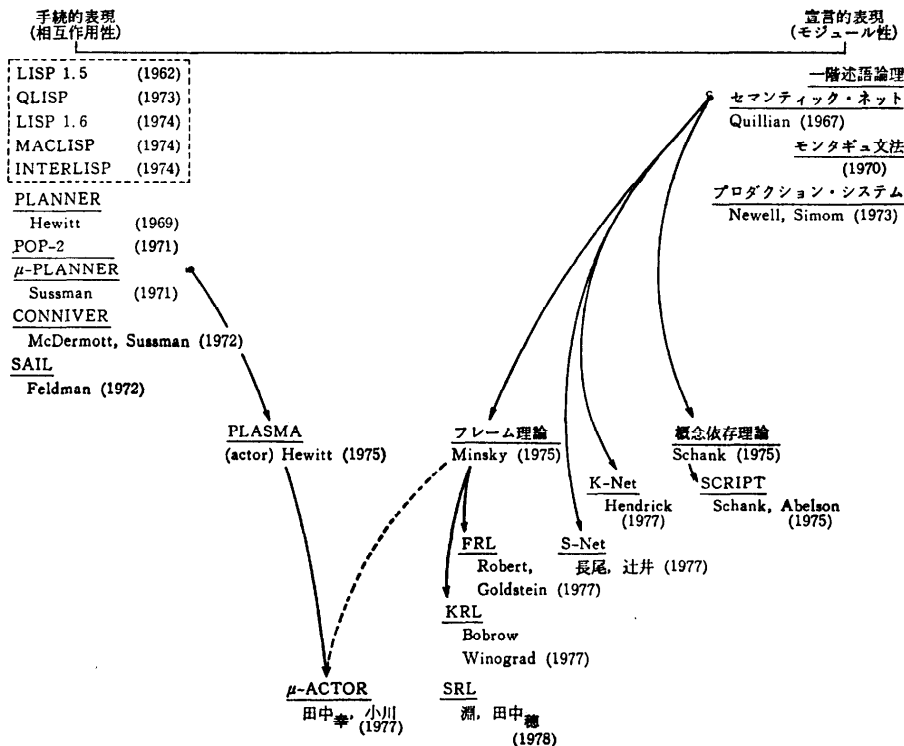 手続的表現
(相互作用性)
宣言的表現
(モジュール性)
LISP 1.5 (1962)
QLISP (1973)
LISP 1.6 (1974)
MACLISP (1974)
INTERLISP (1974)
PLANNER
Hewitt (1969)
POP-2 (1971)
μ-PLANNER
Sussman (1971)
CONNIVER
McDermott, Sussman (1972)
SAIL
Feldman (1972)
一階述語論理
セマンティック・ネット
Quillian (1967)
モンタギュ文法
(1970)
プロダクション・システム
Newell, Simom (1973)
PLASMA
(actor) Hewitt (1975)
フレーム理論
Minsky (1975)
概念依存理論
Schank (1975)
K-Net
Hendrick
(1977)
SCRIPT
Schank, Abelson
(1975)
FRL
Robert,
Goldstein
(1977)
S-Net
長尾, 辻井 (1977)
KRL
Bobrow
Winograd (1977)
μ-ACTOR
田中幸, 小川
(1977)
SRL
淵, 田中穂
(1978)